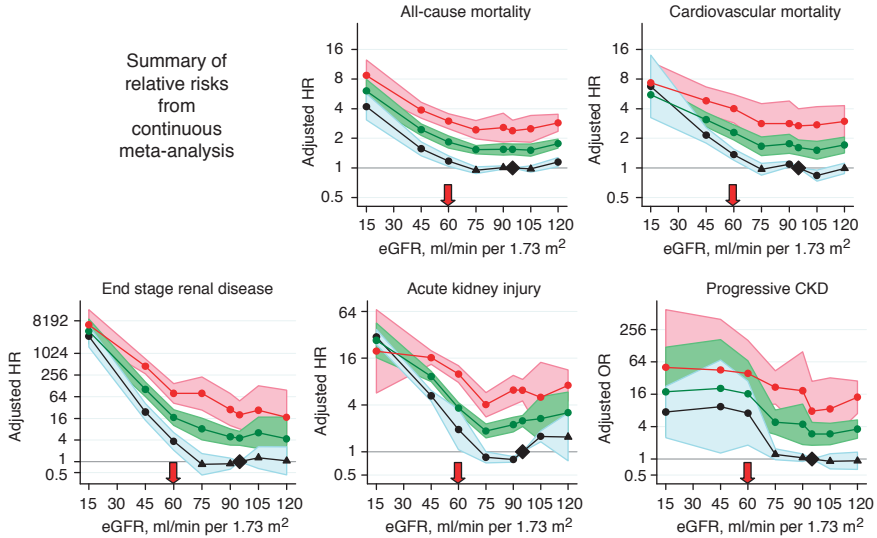 Summary of
relative risks
from
continuous
meta-analysis
All-cause mortality
Adjusted HR
16
8
4
2
1
0.5
15 30 45 60 75 90 105 120
eGFR, ml/min per 1.73 m²
Cardiovascular mortality
Adjusted HR
16
8
4
2
1
0.5
15 30 45 60 75 90 105 120
eGFR, ml/min per 1.73 m²
End stage renal disease
Adjusted HR
8192
1024
256
64
16
4
1
0.5
15 30 45 60 75 90 105 120
eGFR, ml/min per 1.73 m²
Acute kidney injury
Adjusted HR
64
16
4
1
0.5
15 30 45 60 75 90 105 120
eGFR, ml/min per 1.73 m²
Progressive CKD
Adjusted OR
256
64
16
4
1
0.5
15 30 45 60 75 90 105 120
eGFR, ml/min per 1.73 m²